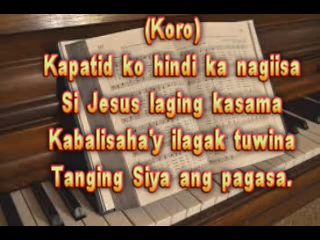 (Koro)
Kapatid ko hindi ka nagiisa
Si Jesus laging kasama
Kabalisaha'y ilagak tuwina
Tanging Siya ang pagasa.